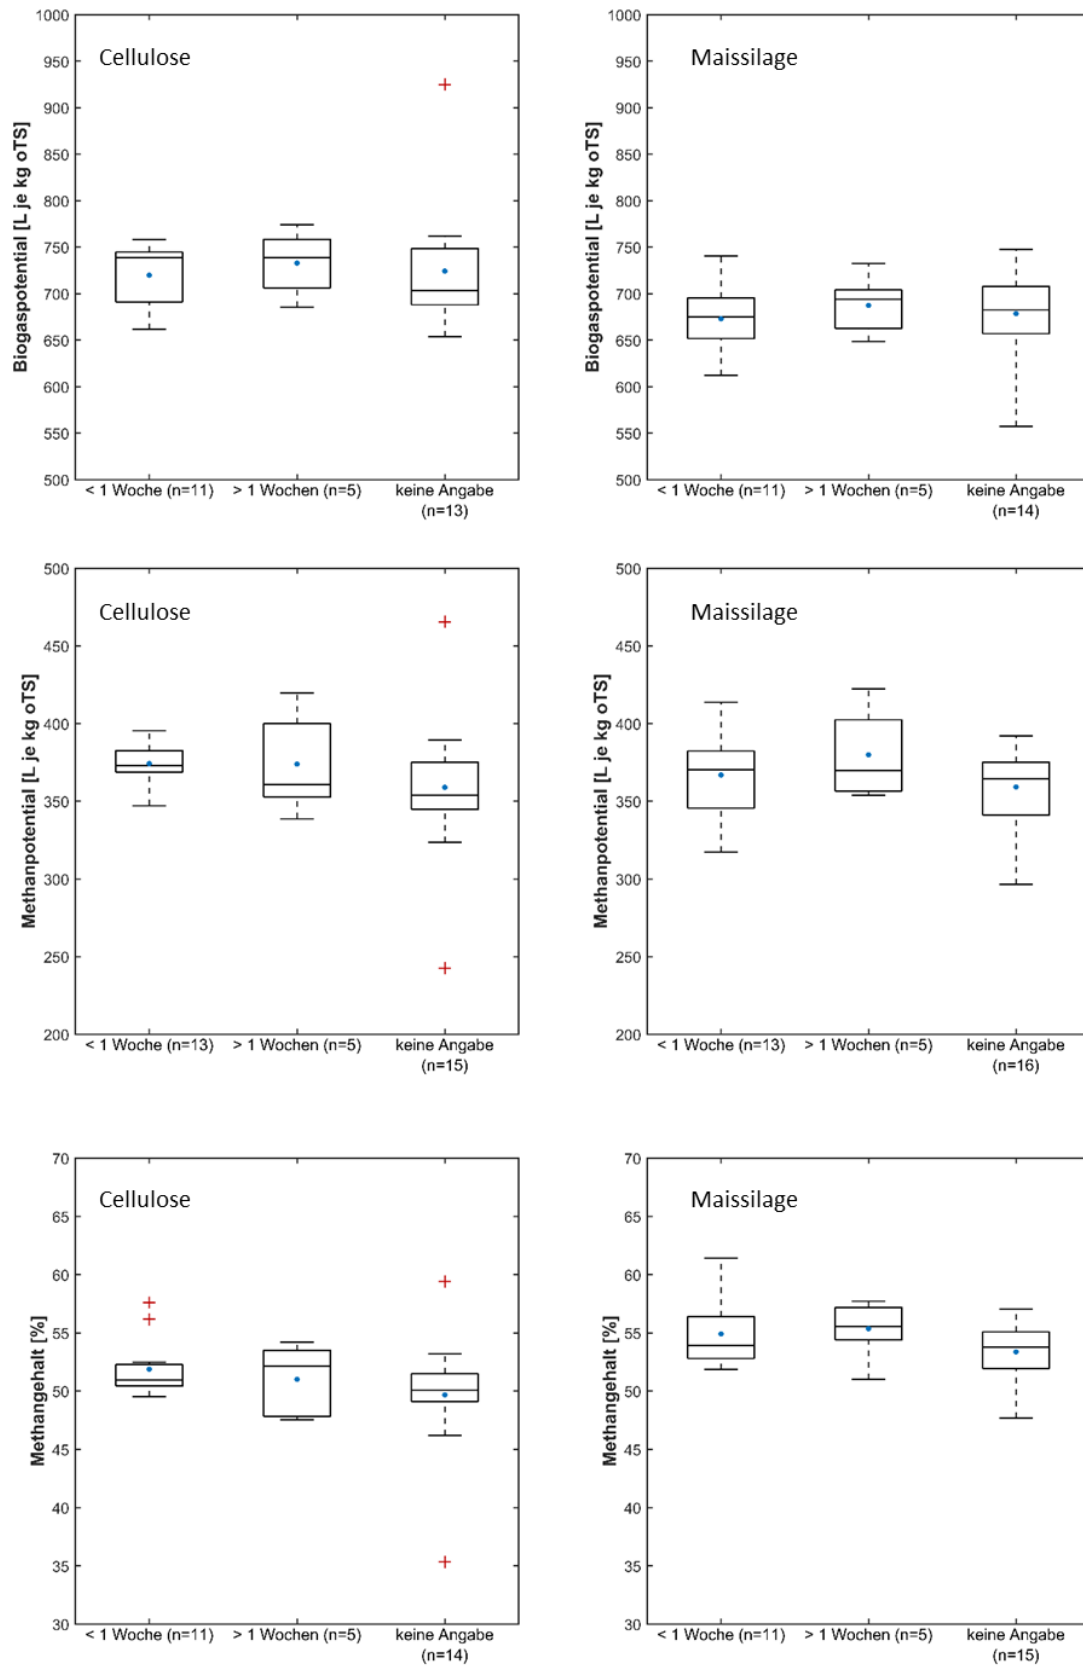 Cellulose
Biogaspotential [L je kg oTS]
1000
950
900
850
800
750
700
650
600
550
500
< 1 Woche (n=11)
> 1 Wochen (n=5)
keine Angabe
(n=13)
Maissilage
Biogaspotential [L je kg oTS]
1000
950
900
850
800
750
700
650
600
550
500
< 1 Woche (n=11)
> 1 Wochen (n=5)
keine Angabe
(n=14)
Cellulose
Methanpotential [L je kg oTS]
500
450
400
350
300
250
200
< 1 Woche (n=13)
> 1 Wochen (n=5)
keine Angabe
(n=15)
Maissilage
Methanpotential [L je kg oTS]
500
450
400
350
300
250
200
< 1 Woche (n=13)
> 1 Wochen (n=5)
keine Angabe
(n=16)
Cellulose
Methangehalt [%]
70
65
60
55
50
45
40
35
30
< 1 Woche (n=11)
> 1 Wochen (n=5)
keine Angabe
(n=14)
Maissilage
Methangehalt [%]
70
65
60
55
50
45
40
35
30
< 1 Woche (n=11)
> 1 Wochen (n=5)
keine Angabe
(n=15)